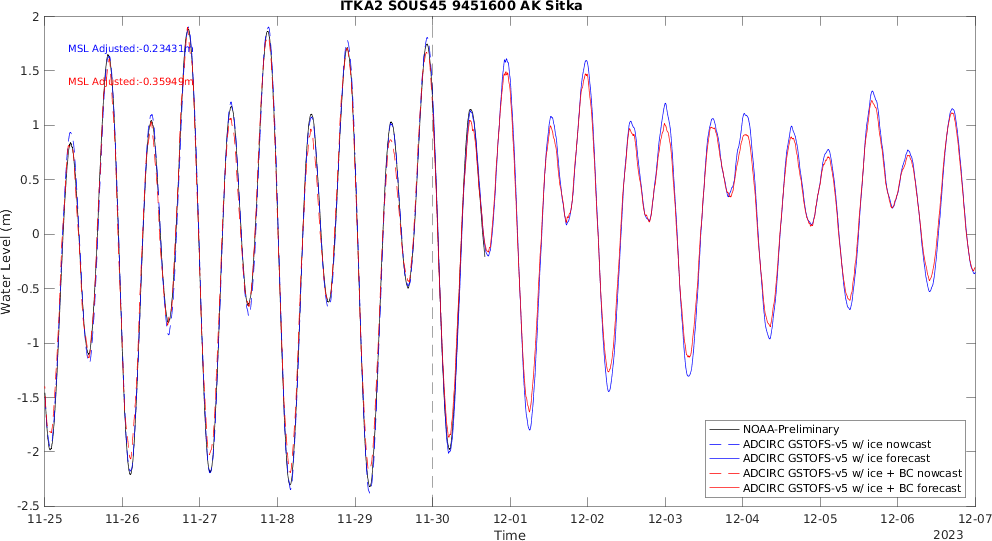 ITKA2 SOUS45 9451600 AK Sitka
MSL Adjusted:-0.23431m
MSL Adjusted:-0.35949m
Water Level (m)
2
1.5
1
0.5
0
-0.5
-1
-1.5
-2
-2.5
NOAA-Preliminary
ADCIRC GSTOFS-v5 w/ ice nowcast
ADCIRC GSTOFS-v5 w/ ice forecast
ADCIRC GSTOFS-v5 w/ ice + BC nowcast
ADCIRC GSTOFS-v5 w/ ice + BC forecast
11-25 11-26 11-27 11-28 11-29 11-30 12-01 12-02 12-03 12-04 12-05 12-06 12-07
Time
2023